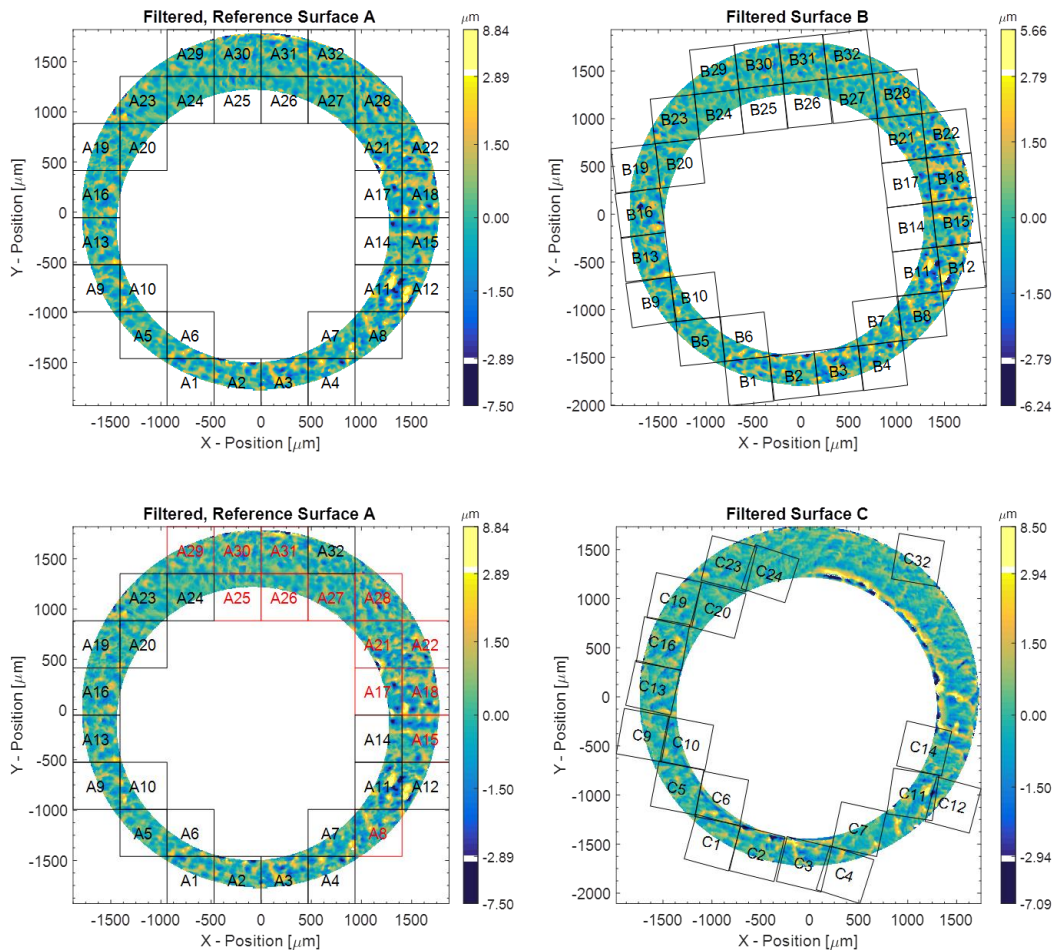 Filtered, Reference Surface A
μm
8.84
2.89
1.50
0.00
-1.50
-2.89
-7.50
1500
1000
500
0
-500
-1000
-1500
-1500 -1000 -500 0 500 1000 1500
X - Position [μm]
Y - Position [μm]
A29 A30 A31 A32
A23 A24 A25 A26 A27 A28
A19 A20 A21 A22
A16 A17 A18
A13 A14 A15
A9 A10 A11 A12
A5 A6 A7 A8
A1 A2 A3 A4
Filtered Surface B
μm
5.66
2.79
1.50
0.00
-1.50
-2.79
-6.24
1500
1000
500
0
-500
-1000
-1500
-2000
-1500 -1000 -500 0 500 1000 1500
X - Position [μm]
Y - Position [μm]
B29 B30 B31 B32
B23 B24 B25 B26 B27 B28
B19 B20 B21 B22
B16 B17 B18
B13 B14 B15
B9 B10 B11 B12
B5 B6 B7 B8
B1 B2 B3 B4
Filtered, Reference Surface A
μm
8.84
2.89
1.50
0.00
-1.50
-2.89
-7.50
1500
1000
500
0
-500
-1000
-1500
-1500 -1000 -500 0 500 1000 1500
X - Position [μm]
Y - Position [μm]
A29 A30 A31 A32
A23 A24 A25 A26 A27 A28
A19 A20 A21 A22
A16 A17 A18
A13 A14 A15
A9 A10 A11 A12
A5 A6 A7 A8
A1 A2 A3 A4
Filtered Surface C
μm
8.50
2.94
1.50
0.00
-1.50
-2.94
-7.09
1500
1000
500
0
-500
-1000
-1500
-2000
-1500 -1000 -500 0 500 1000 1500
X - Position [μm]
Y - Position [μm]
C23 C24 C32
C19 C20
C16
C13
C9 C10 C14
C5 C6 C11 C12
C1 C2 C3 C7
C4